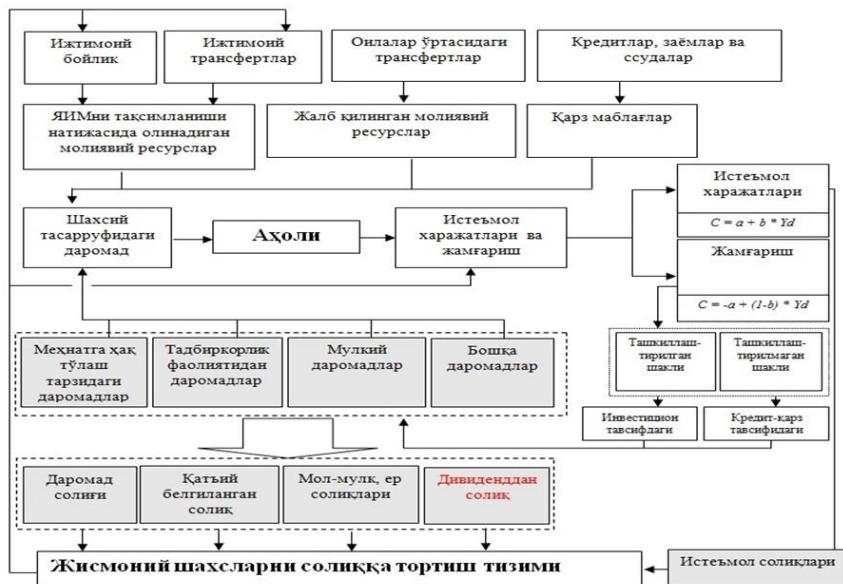 Ижтимоий
бойлик
Ижтимоий
трансфертлар
Оилалар ўртасидаги
трансфертлар
Кредитлар, заёмлар ва
ссудалар
ЯИМни тақсимланиши
натижасида олинадиган
молиявий ресурслар
Жалб қилинган молиявий
ресурслар
Қарз маблағлар
Шахсий
тасарруфидаги
даромад
Аҳоли
Истеъмол
харажатлари ва
жамғариш
Истеъмол
харажатлари
C = a + b * Yd
Жамғариш
C = -a + (1-b) * Yd
Меҳнатга ҳақ
тўлаш
тарзидаги
даромадлар
Тадбиркорлик
фаолиятидан
даромадлар
Мулкий
даромадлар
Бошқа
даромадлар
Ташкиллаш-
тирилган
шакли
Ташкиллаш-
тирилмаган
шакли
Инвестицион
тавсифдаги
Кредит-қарз
тавсифидаги
Даромад
солиғи
Қатъий
белгиланган
солиқ
Мол-мулк, ер
солиқлари
Дивиденддан
солиқ
Жисмоний шахсларни солиққа тортиш тизими
Истеъмол солиқлари